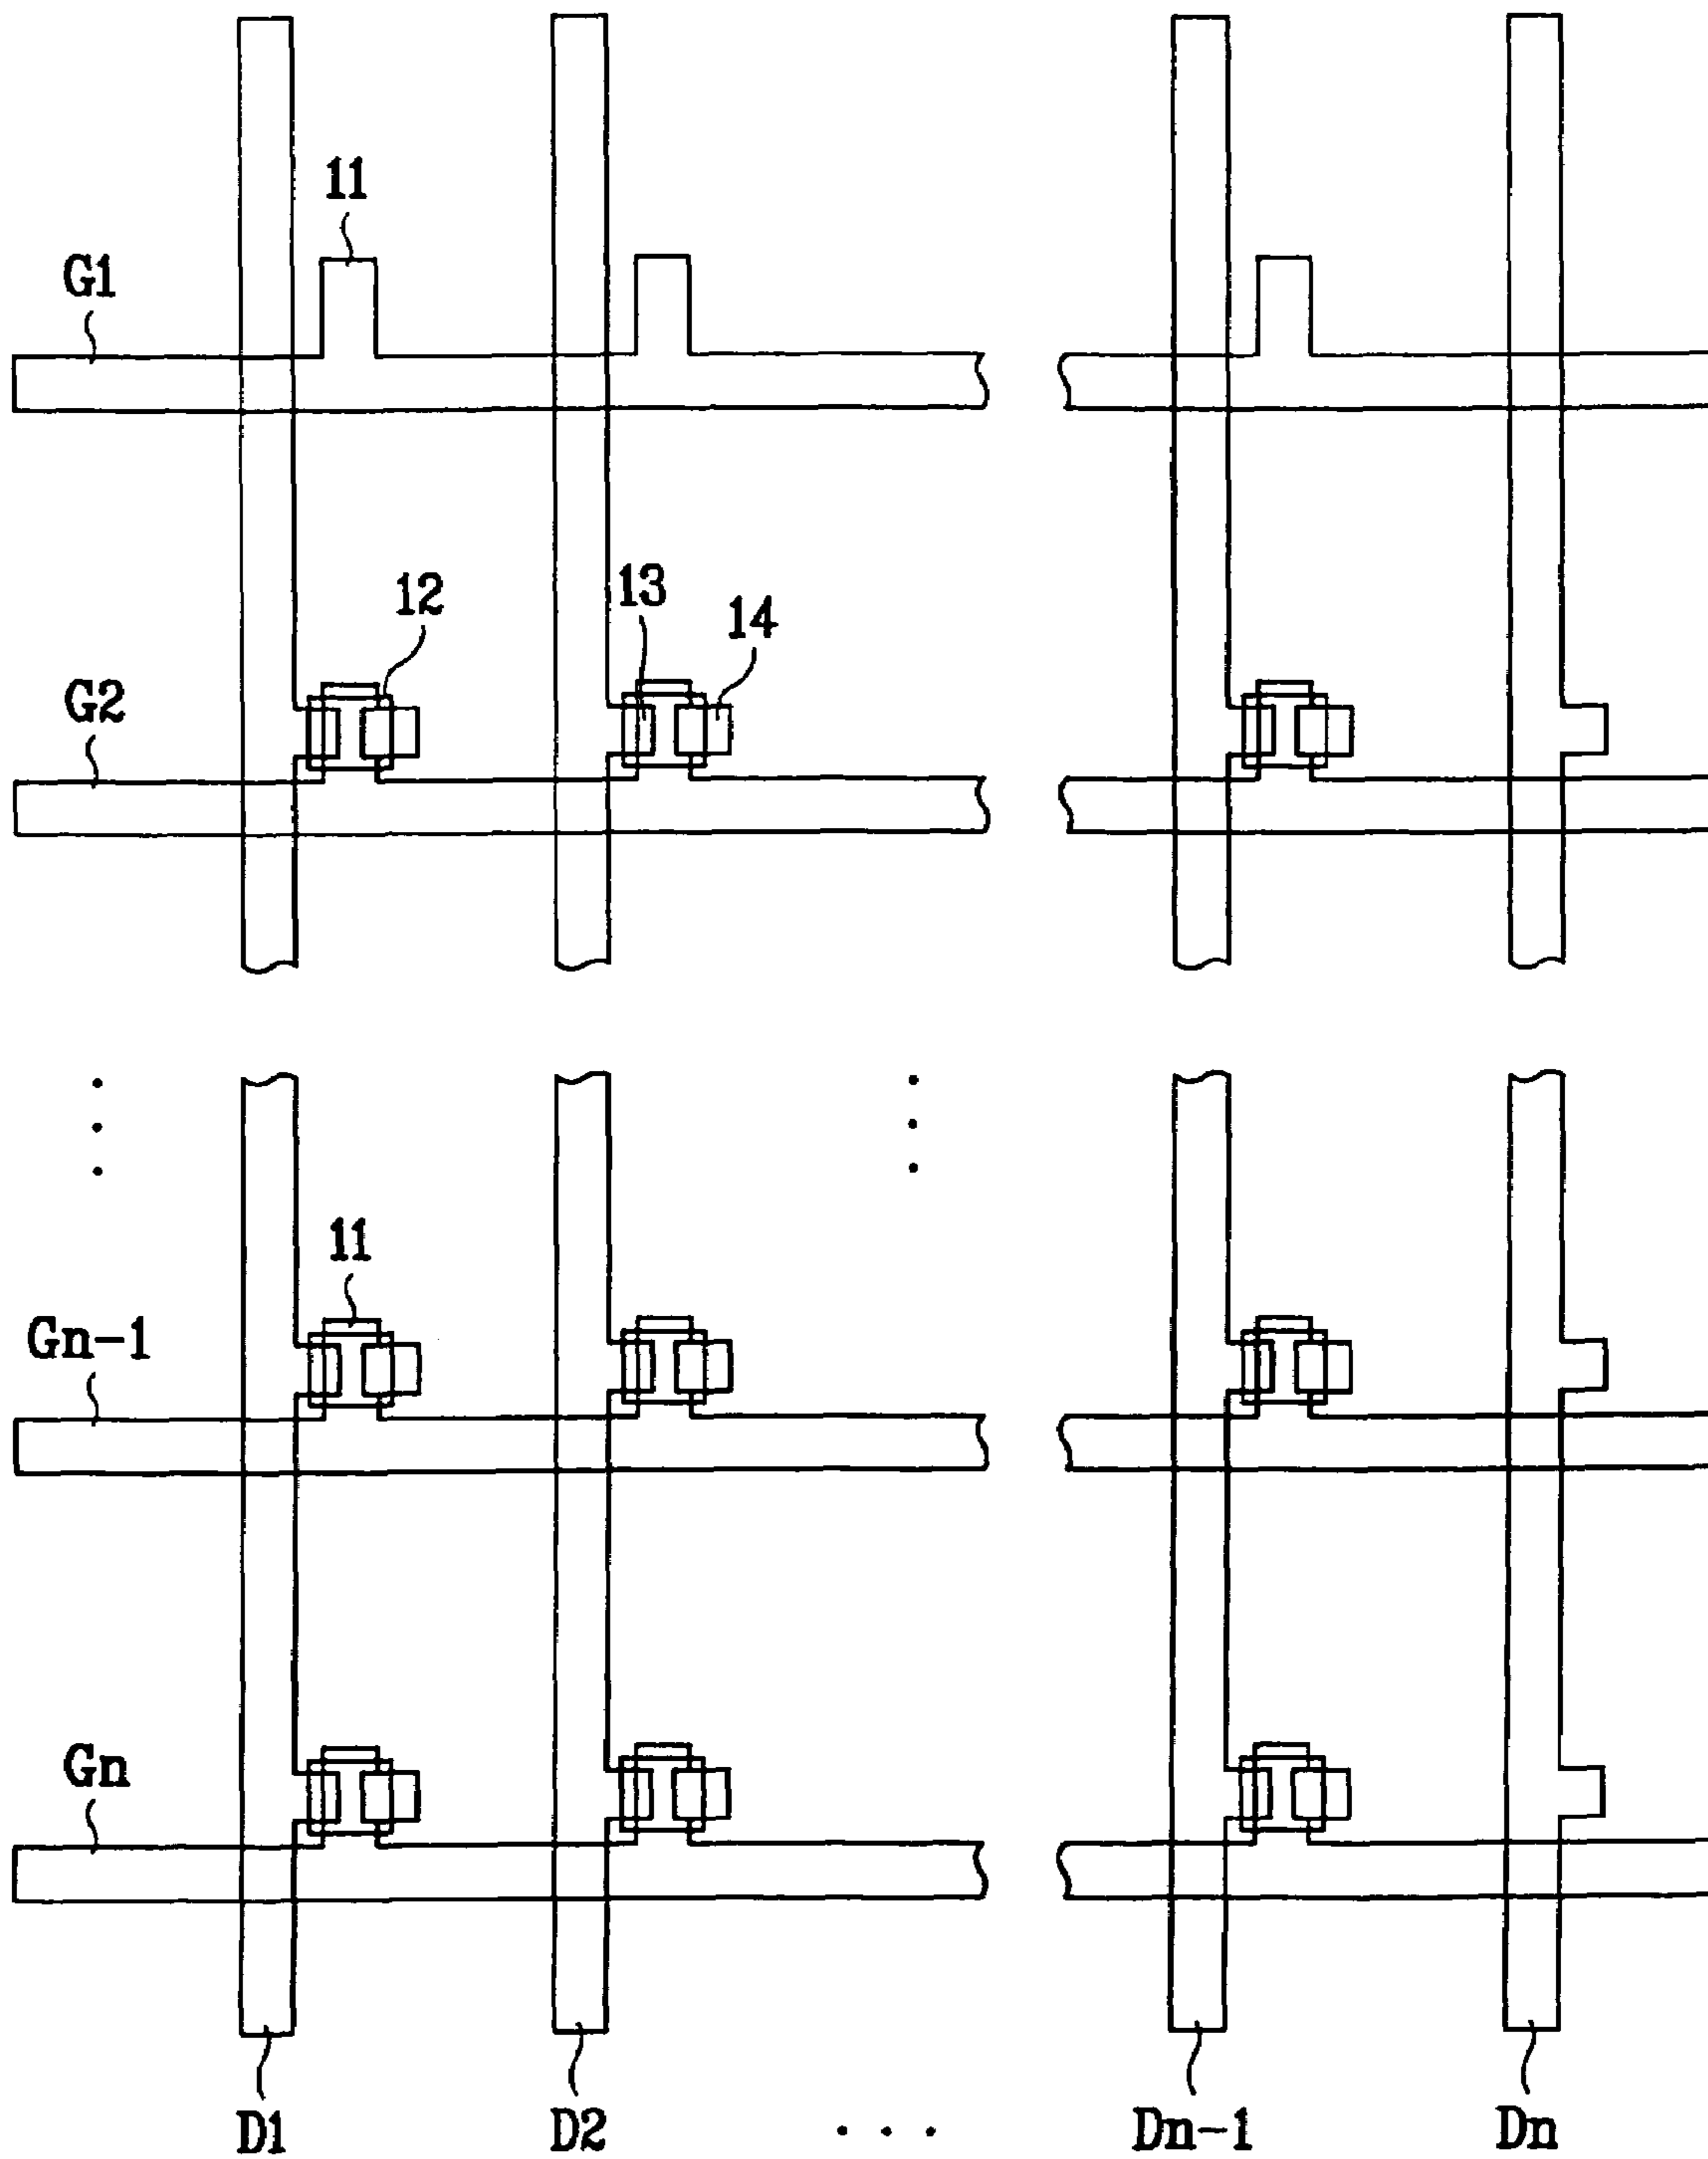 11
G1
12
13
14
G2
11
Gn-1
Gn
D1 D2 . . . Dn-1 Dn